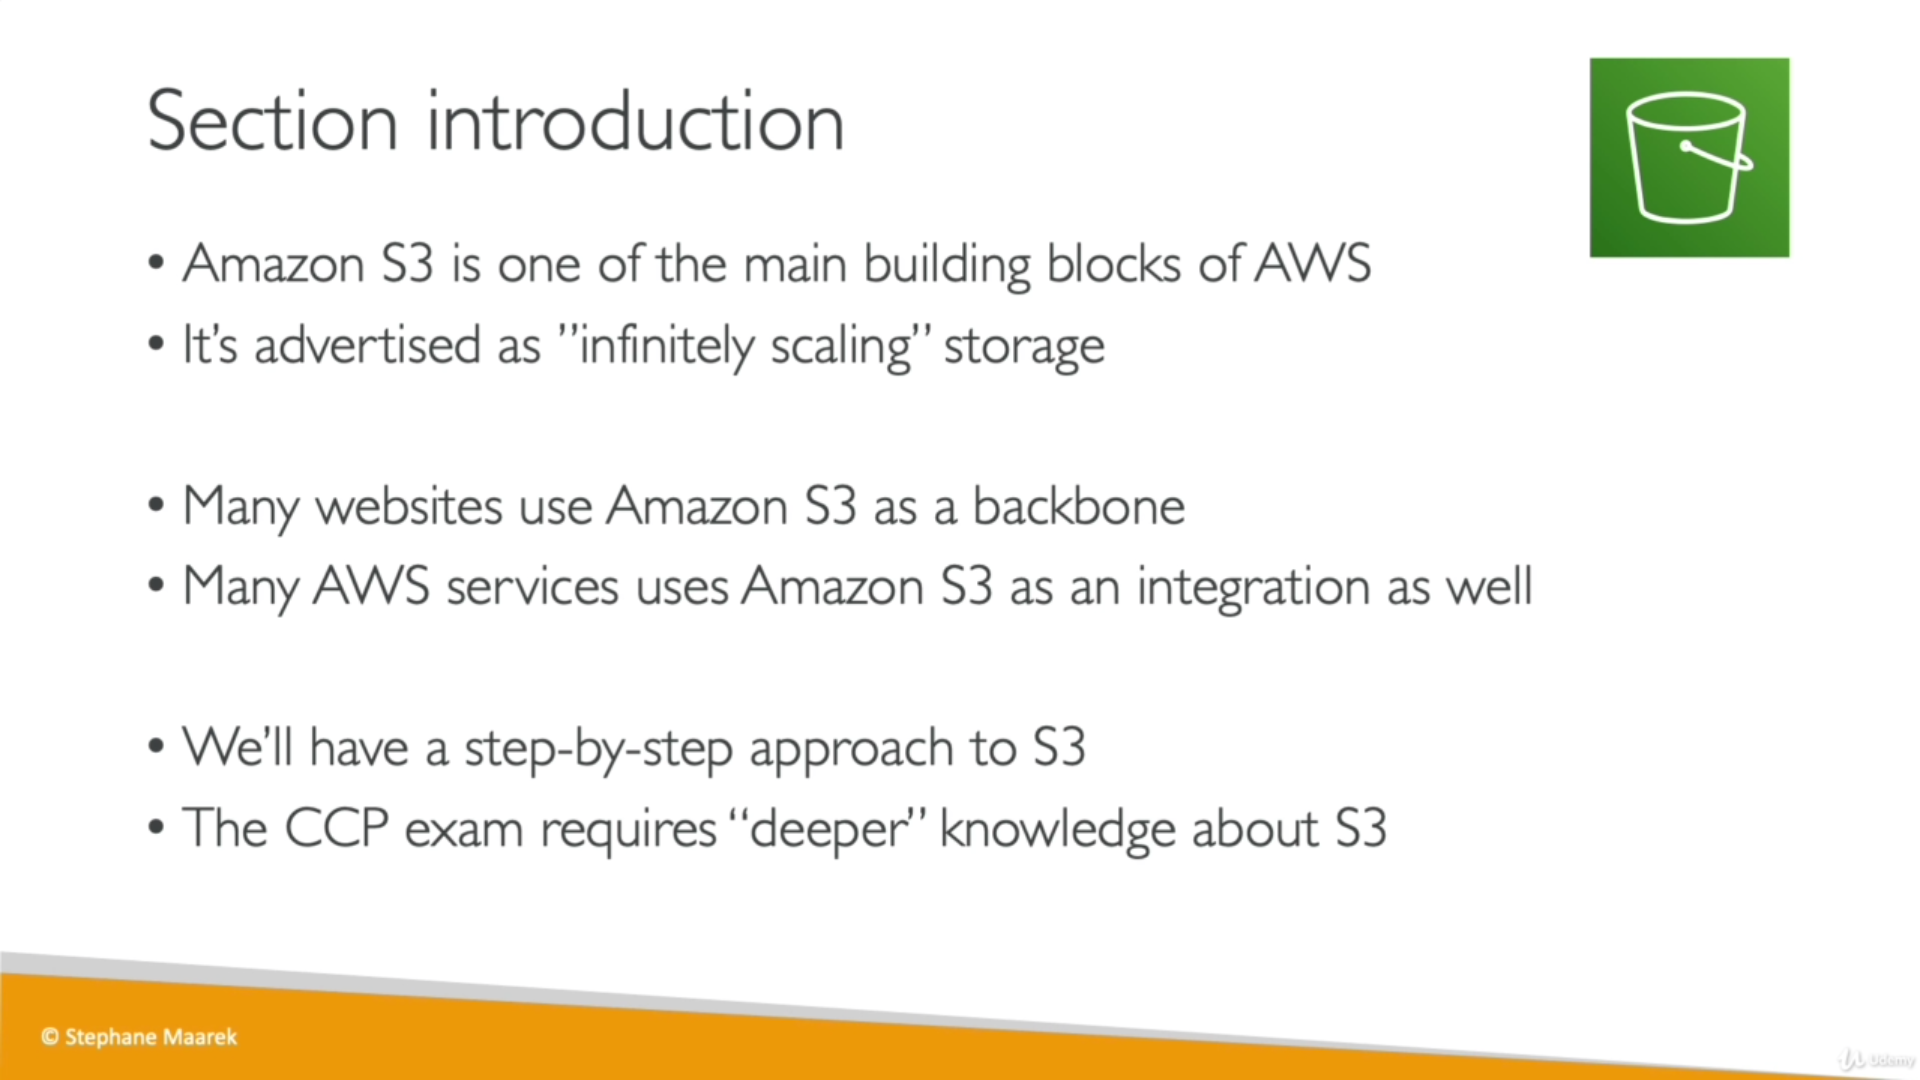 Section introduction
• Amazon S3 is one of the main building blocks of AWS
• It’s advertised as ”infinitely scaling” storage
• Many websites use Amazon S3 as a backbone
• Many AWS services uses Amazon S3 as an integration as well
• We’ll have a step-by-step approach to S3
• The CCP exam requires “deeper” knowledge about S3
© Stephane Maarek
Udemy